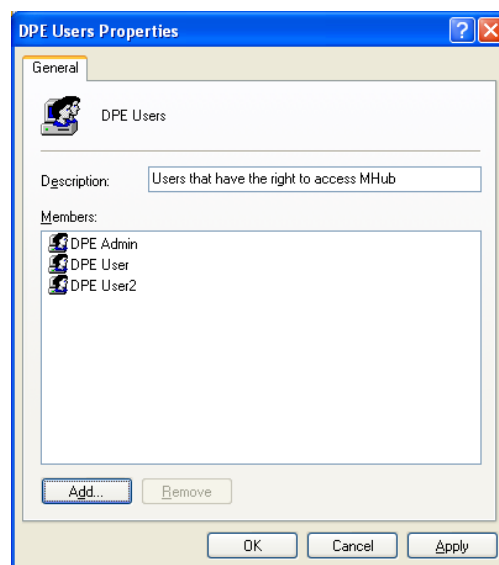 DPE Users Properties
?
X
General
DPE Users
Description:
Users that have the right to access MHub
Members:
DPE Admin
DPE User
DPE User2
Add...
Remove
OK
Cancel
Apply